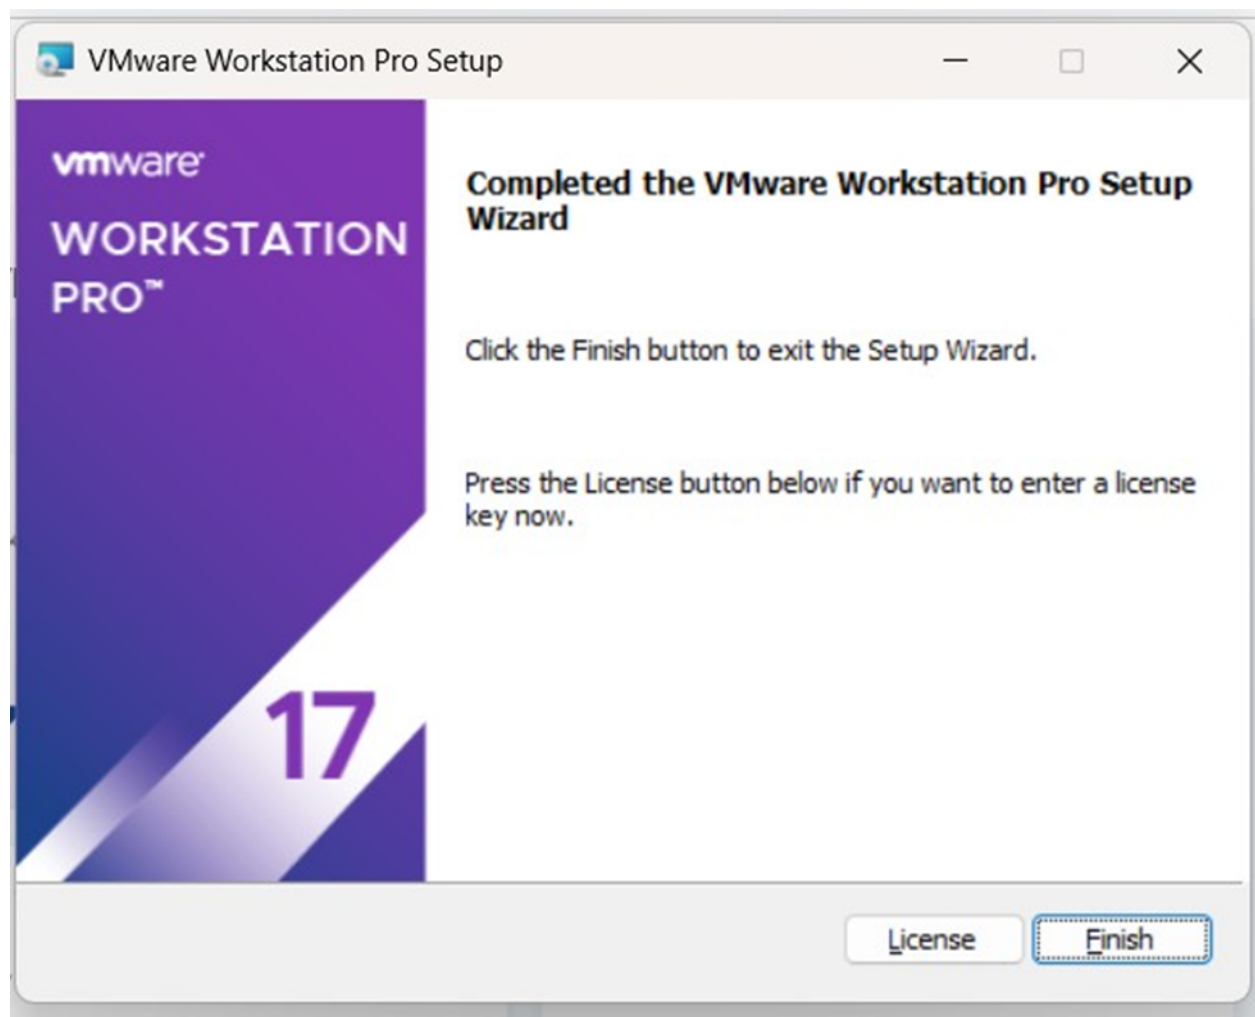 VMware Workstation Pro Setup
vmware®
WORKSTATION
PRO™
Completed the VMware Workstation Pro Setup
Wizard
Click the Finish button to exit the Setup Wizard.
Press the License button below if you want to enter a license
key now.
17
License
Finish